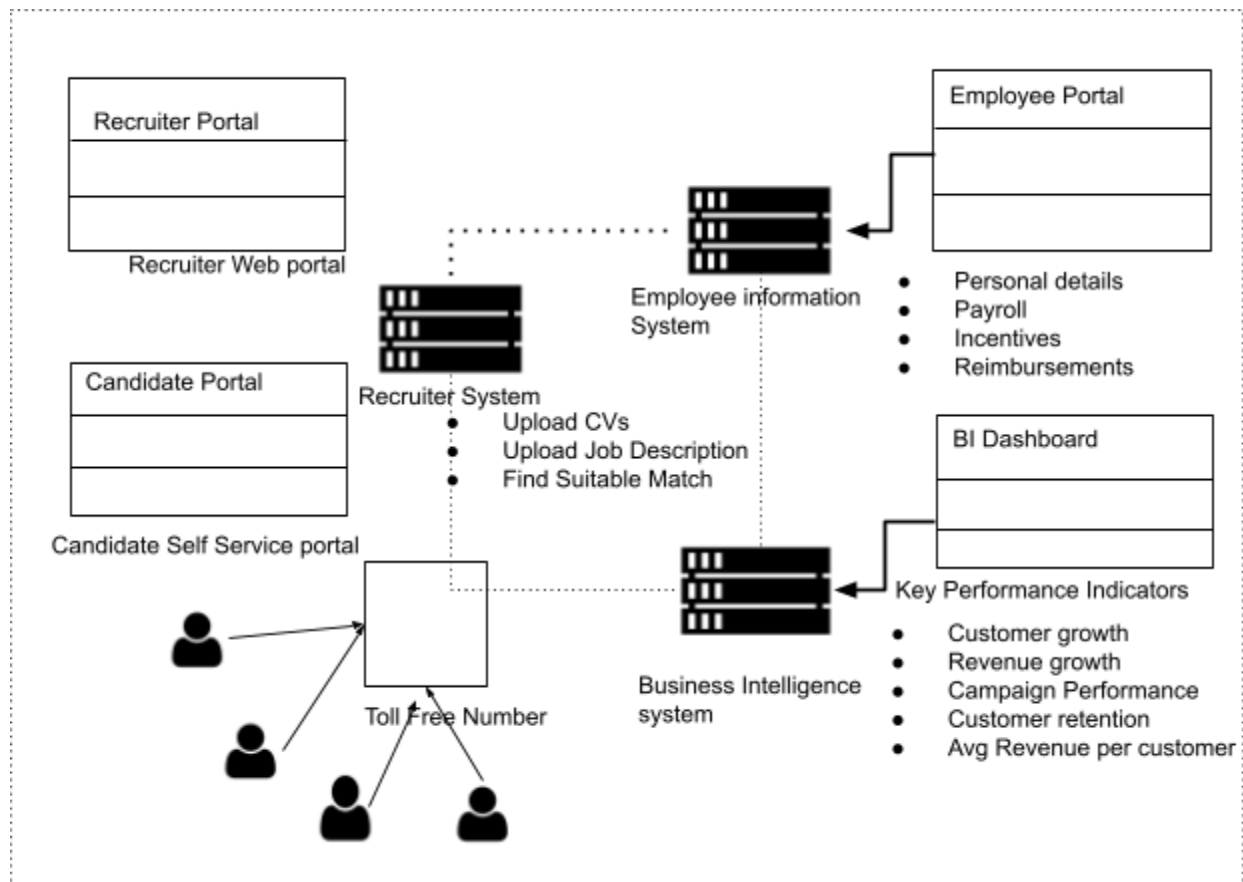 Recruiter Portal
Recruiter Web portal
Candidate Portal
Candidate Self Service portal
Recruiter System
● Upload CVs
● Upload Job Description
● Find Suitable Match
Toll Free Number
Employee information
System
Business Intelligence
system
Employee Portal
● Personal details
● Payroll
● Incentives
● Reimbursements
BI Dashboard
Key Performance Indicators
● Customer growth
● Revenue growth
● Campaign Performance
● Customer retention
● Avg Revenue per customer